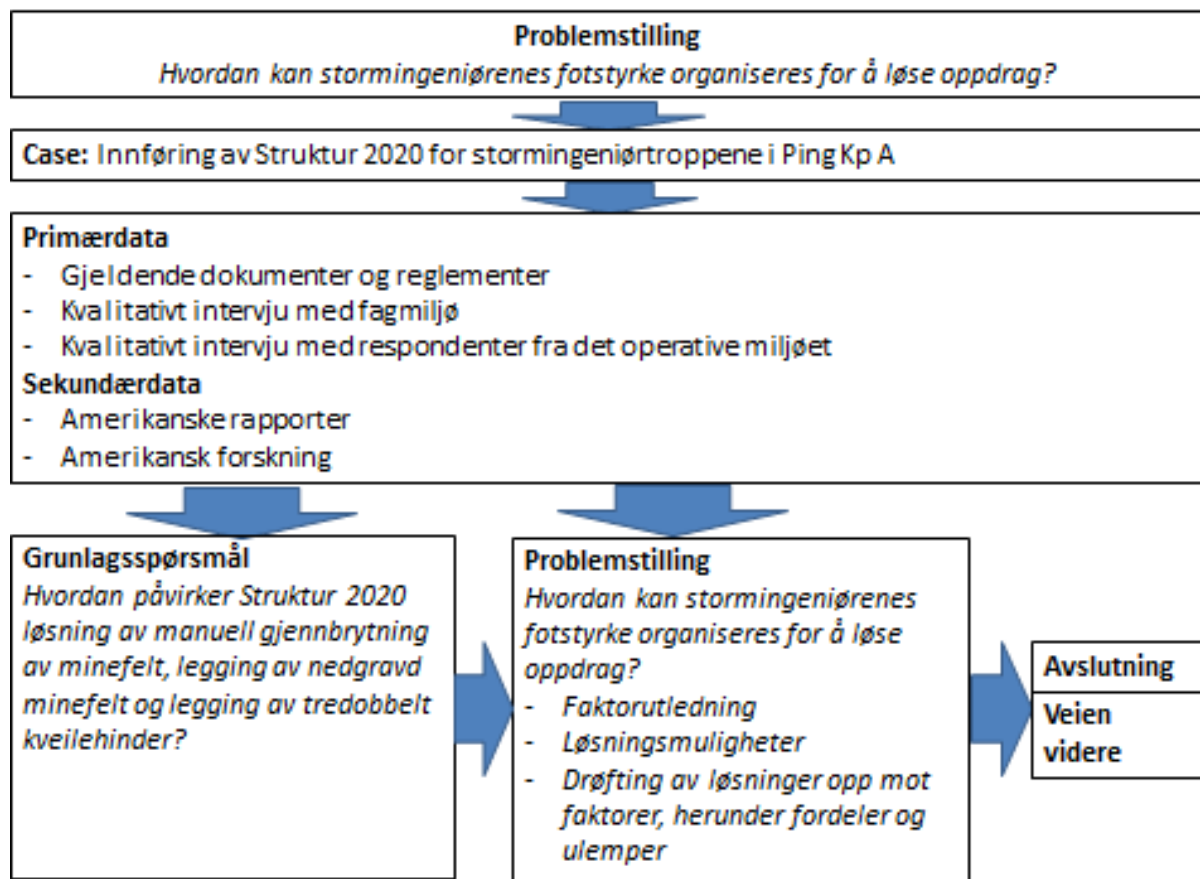 Problemstilling
Hvordan kan stormingeniørenes fotstyrke organiseres for å løse oppdrag?
Case: Innføring av Struktur 2020 for stormingeniørtroppene i Ping Kp A
Primærdata
- Gjeldende dokumenter og reglementer
- Kvalitativt intervju med fagmiljø
- Kvalitativt intervju med respondenter fra det operative miljøet
Sekundærdata
- Amerikanske rapporter
- Amerikansk forskning
Grunlagsspørsmål
Hvordan påvirker Struktur 2020
løsning av manuell gjennbrytning
av minefelt, legging av nedgravd
minefelt og legging av tredobbelt
kveilehinder?
Problemstilling
Hvordan kan stormingeniørenes
fotstyrke organiseres for å løse
oppdrag?
- Faktorutledning
- Løsningsmuligheter
- Drøfting av løsninger opp mot
faktorer, herunder fordeler og
ulemper
Avslutning
Veien
videre